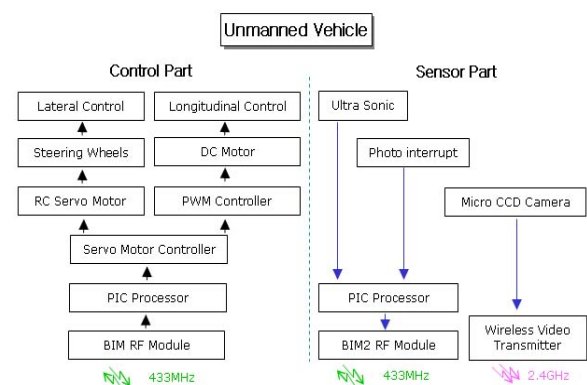 Unmanned Vehicle
Control Part
Lateral Control
Longitudinal Control
Steering Wheels
DC Motor
RC Servo Motor
PWM Controller
Servo Motor Controller
PIC Processor
BIM RF Module
433MHz
Sensor Part
Ultra Sonic
Photo interrupt
Micro CCD Camera
PIC Processor
BIM2 RF Module
Wireless Video
Transmitter
433MHz
2.4GHz